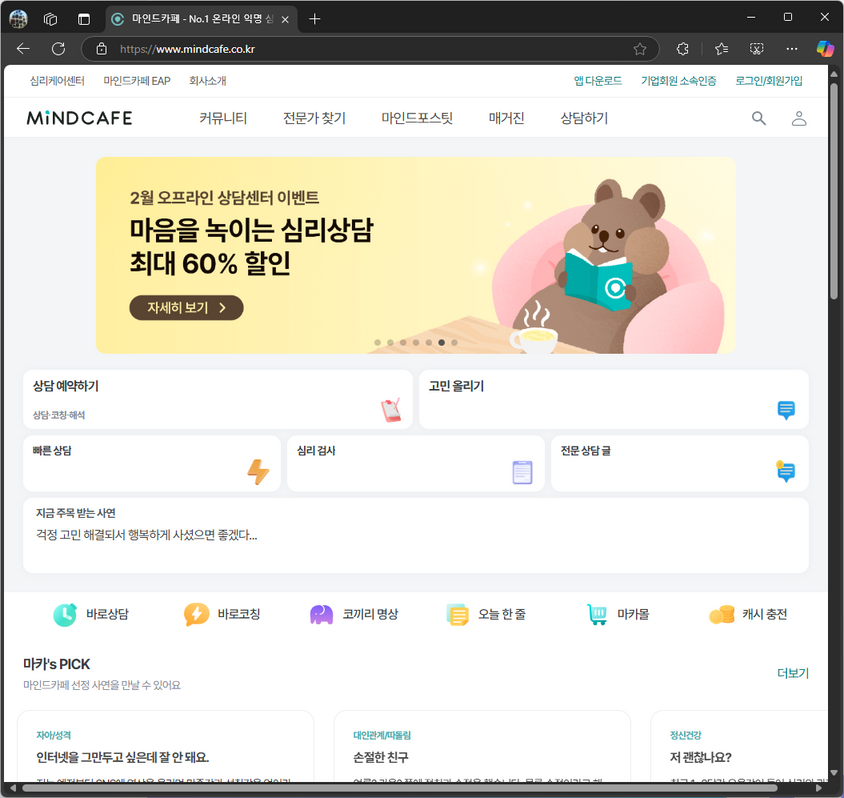 마인드카페 - No.1 온라인 익명 심
https://www.mindcafe.co.kr
심리케어센터 마인드카페 EAP 회사소개 앱 다운로드 기업회원 소속인증 로그인/회원가입
MiNDCAFE 커뮤니티 전문가 찾기 마인드포스팃 매거진 상담하기
2월 오프라인 상담센터 이벤트
마음을 녹이는 심리상담
최대 60% 할인
자세히 보기
상담 예약하기
상담·코칭·해석
고민 올리기
빠른 상담
심리 검사
전문 상담 글
지금 주목 받는 사연
걱정 고민 해결되서 행복하게 사셨으면 좋겠다...
바로상담 바로코칭 코끼리 명상 오늘 한 줄 마카몰 캐시 충전
마카's PICK
마인드카페 선정 사연을 만날 수 있어요
더보기
자아/성격
인터넷을 그만두고 싶은데 잘 안 돼요.
대인관계/따돌림
손절한 친구
정신건강
저 괜찮나요?